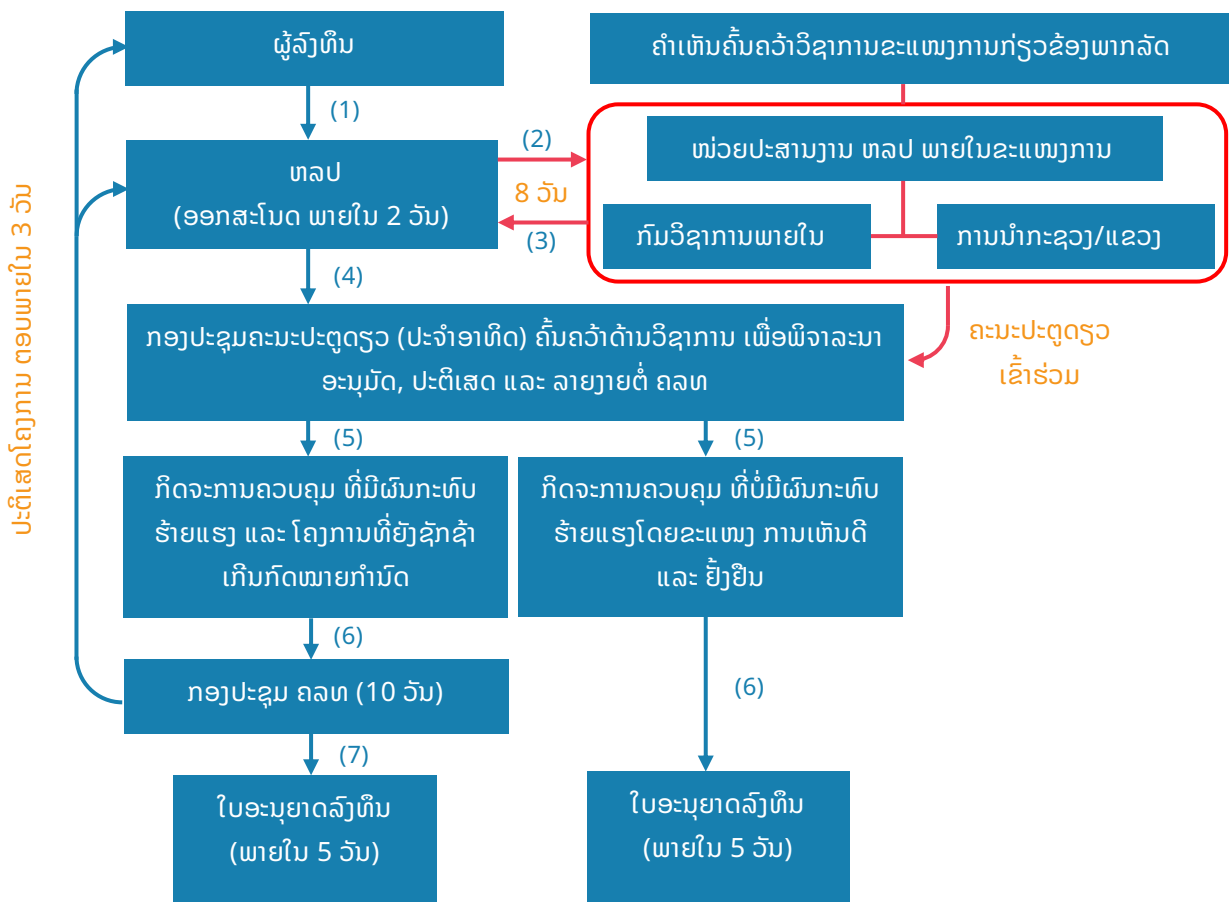 ຜູ້ລົງທຶນ
ຄຳເຫັນຄົ້ນຄວ້າວິຊາການຂະແໜງການກ່ຽວຂ້ອງພາກລັດ
(1)
ຫລປ
(ອອກສະໂນດ ພາຍໃນ 2 ວັນ)
(2)
8 ວັນ
(3)
ໜ່ວຍປະສານງານ ຫລປ ພາຍໃນຂະແໜງການ
ກົມວິຊາການພາຍໃນ
ການນຳກະຊວງ/ແຂວງ
(4)
ກອງປະຊຸມຄະນະປະຕູດຽວ (ປະຈຳອາທິດ) ຄົ້ນຄວ້າດ້ານວິຊາການ ເພື່ອພິຈາລະນາ
ອະນຸມັດ, ປະຕິເສດ ແລະ ລາຍງາຍຕໍ່ ຄລທ
ຄະນະປະຕູດຽວ
ເຂົ້າຮ່ວມ
(5)
(5)
ກິດຈະການຄວບຄຸມ ທີ່ມີຜົນກະທົບ
ຮ້າຍແຮງ ແລະ ໂຄງການທີ່ຍັງຊັກຊ້າ
ເກີນກົດໝາຍກຳນົດ
ກິດຈະການຄວບຄຸມ ທີ່ບໍ່ມີຜົນກະທົບ
ຮ້າຍແຮງໂດຍຂະແໜງ ການເຫັນດີ
ແລະ ຢັ້ງຢືນ
(6)
ກອງປະຊຸມ ຄລທ (10 ວັນ)
(6)
(7)
ໃບອະນຸຍາດລົງທຶນ
(ພາຍໃນ 5 ວັນ)
ໃບອະນຸຍາດລົງທຶນ
(ພາຍໃນ 5 ວັນ)
ປະຕິເສດໂຄງການ ຕອບພາຍໃນ 3 ວັນ